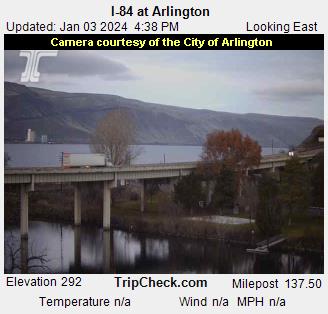 I-84 at Arlington
Updated: Jan 03 2024 4:38 PM Looking East
Camera courtesy of the City of Arlington
Elevation 292 TripCheck.com Milepost 137.50
Temperature n/a Wind n/a MPH n/a